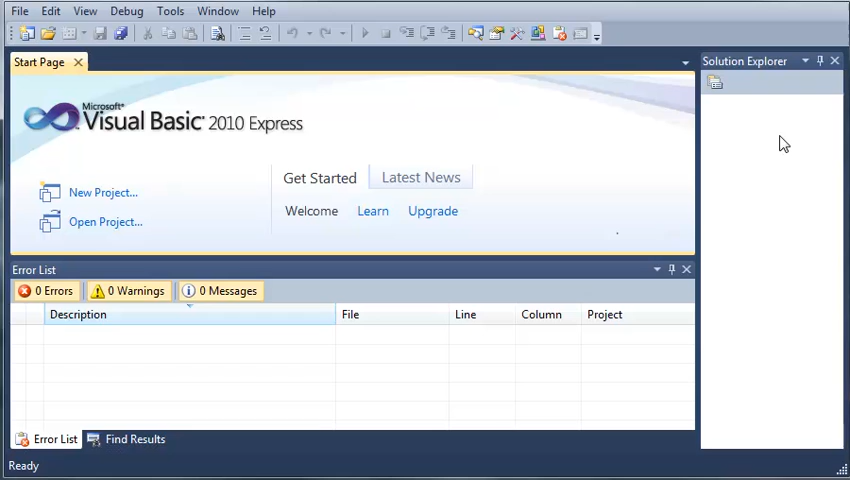 File Edit View Debug Tools Window Help
Start Page
Solution Explorer
Microsoft®
Visual Basic® 2010 Express
Get Started
Latest News
New Project...
Welcome
Learn
Upgrade
Open Project...
Error List
0 Errors
0 Warnings
0 Messages
Description
File
Line
Column
Project
Error List
Find Results
Ready